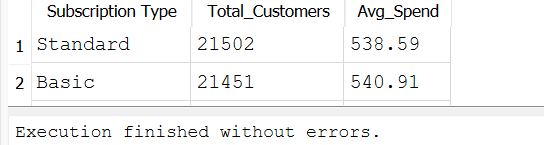 Subscription Type Total_Customers Avg_Spend
1 Standard 21502 538.59
2 Basic 21451 540.91
Execution finished without errors.